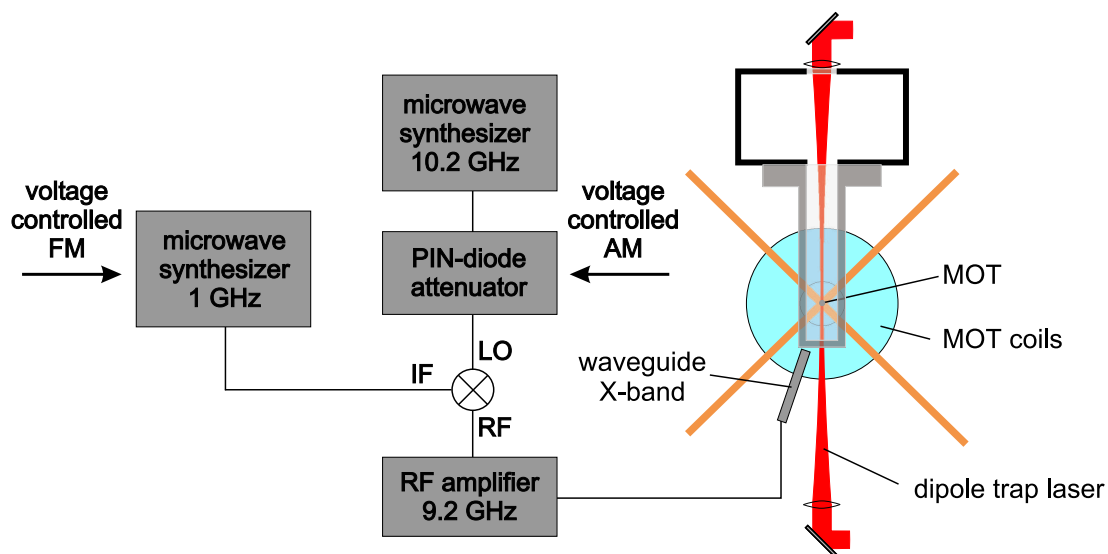 microwave
synthesizer
10.2 GHz
voltage
controlled
FM
microwave
synthesizer
1 GHz
PIN-diode
attenuator
voltage
controlled
AM
LO
IF
RF
RF amplifier
9.2 GHz
waveguide
X-band
MOT
MOT coils
dipole trap laser